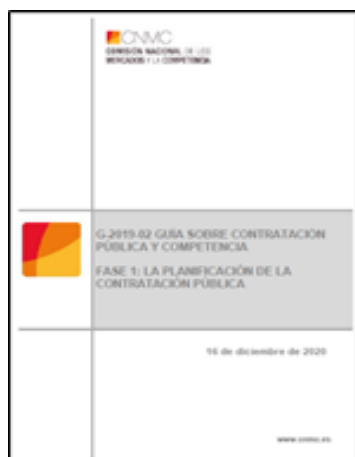 CNMC
COMISIÓN NACIONAL DE LOS
MERCADOS Y LA COMPETENCIA
G-2019-02 GUÍA SOBRE CONTRATACIÓN
PÚBLICA Y COMPETENCIA
FASE 1: LA PLANIFICACIÓN DE LA
CONTRATACIÓN PÚBLICA
16 de diciembre de 2020
www.cnmc.es